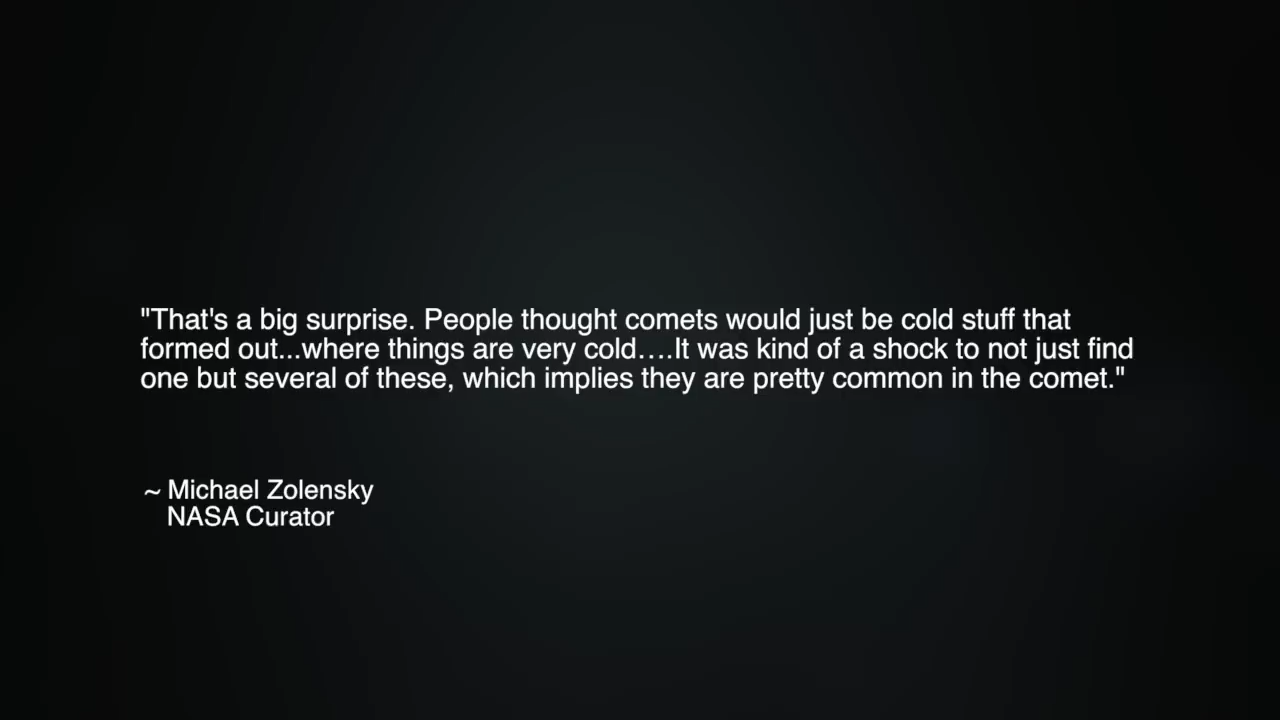 "That's a big surprise. People thought comets would just be cold stuff that
formed out...where things are very cold….It was kind of a shock to not just find
one but several of these, which implies they are pretty common in the comet."
~ Michael Zolensky
NASA Curator